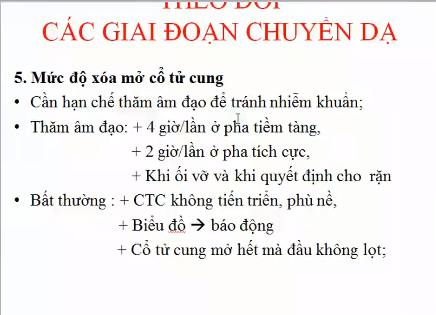 THEO DÕI
CÁC GIAI ĐOẠN CHUYỂN DẠ
5. Mức độ xóa mở cổ tử cung
• Cần hạn chế thăm âm đạo để tránh nhiễm khuẩn;
• Thăm âm đạo: + 4 giờ/lần ở pha tiềm tàng,
+ 2 giờ/lần ở pha tích cực,
+ Khi ối vỡ và khi quyết định cho rặn
• Bất thường : + CTC không tiến triển, phù nề,
+ Biểu đồ → báo động
+ Cổ tử cung mở hết mà đầu không lọt;